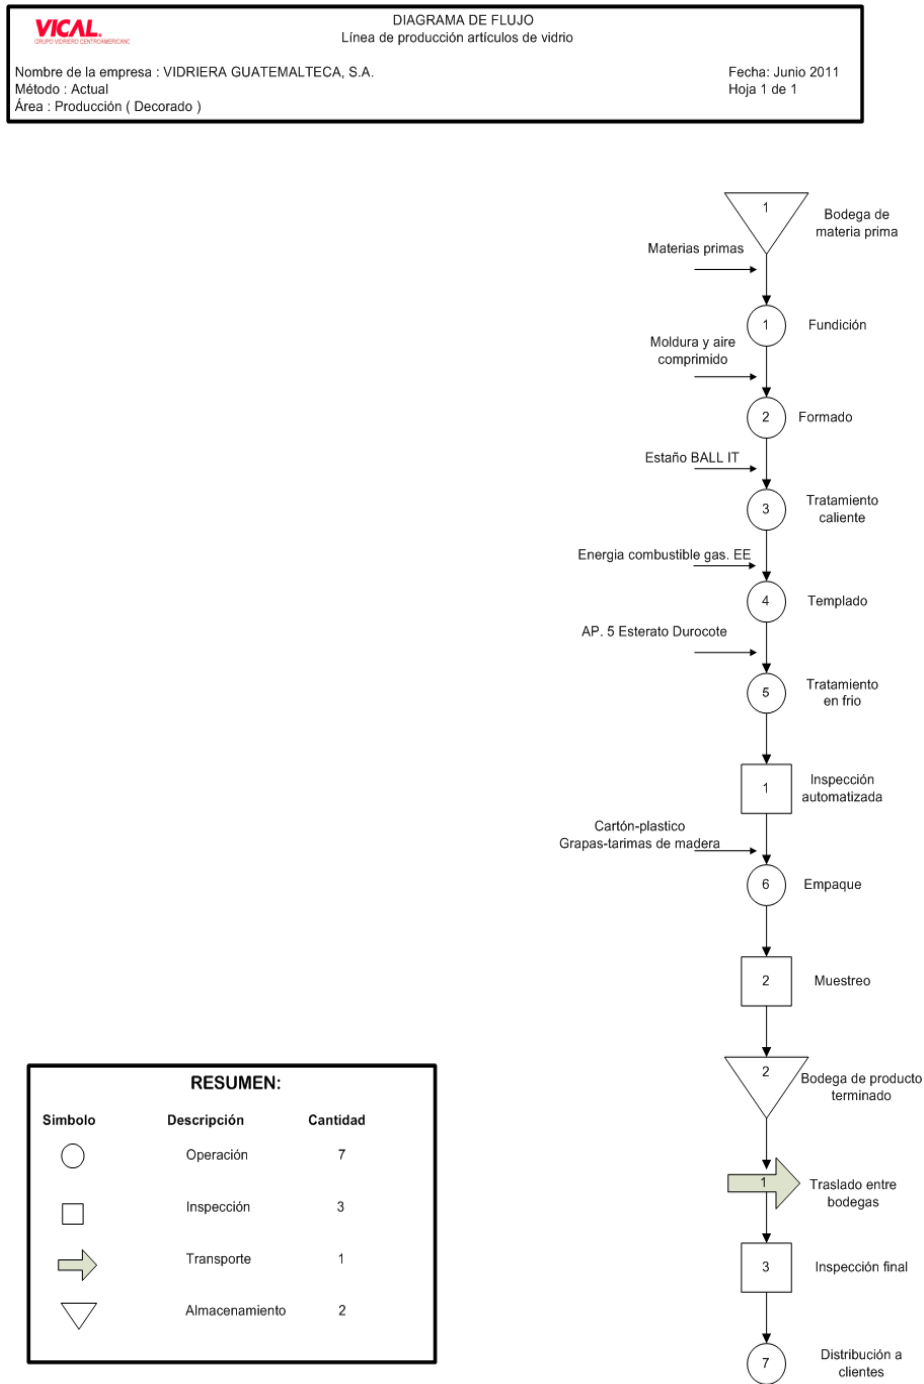 VICAL.
GRUPO VIDRIERO CENTROAMERICANO
DIAGRAMA DE FLUJO
Línea de producción artículos de vidrio
Nombre de la empresa : VIDRIERA GUATEMALTECA, S.A.
Fecha: Junio 2011
Método : Actual
Hoja 1 de 1
Área : Producción ( Decorado )
1
Bodega de
materia prima
Materias primas
1
Fundición
Moldura y aire
comprimido
2
Formado
Estaño BALL IT
3
Tratamiento
caliente
Energia combustible gas. EE
4
Templado
AP. 5 Esterato Durocote
5
Tratamiento
en frio
1
Inspección
automatizada
Cartón-plastico
Grapas-tarimas de madera
6
Empaque
2
Muestreo
2
Bodega de producto
terminado
1
Traslado entre
bodegas
3
Inspección final
7
Distribución a
clientes
RESUMEN:
Simbolo Descripción Cantidad
Operación 7
Inspección 3
Transporte 1
Almacenamiento 2